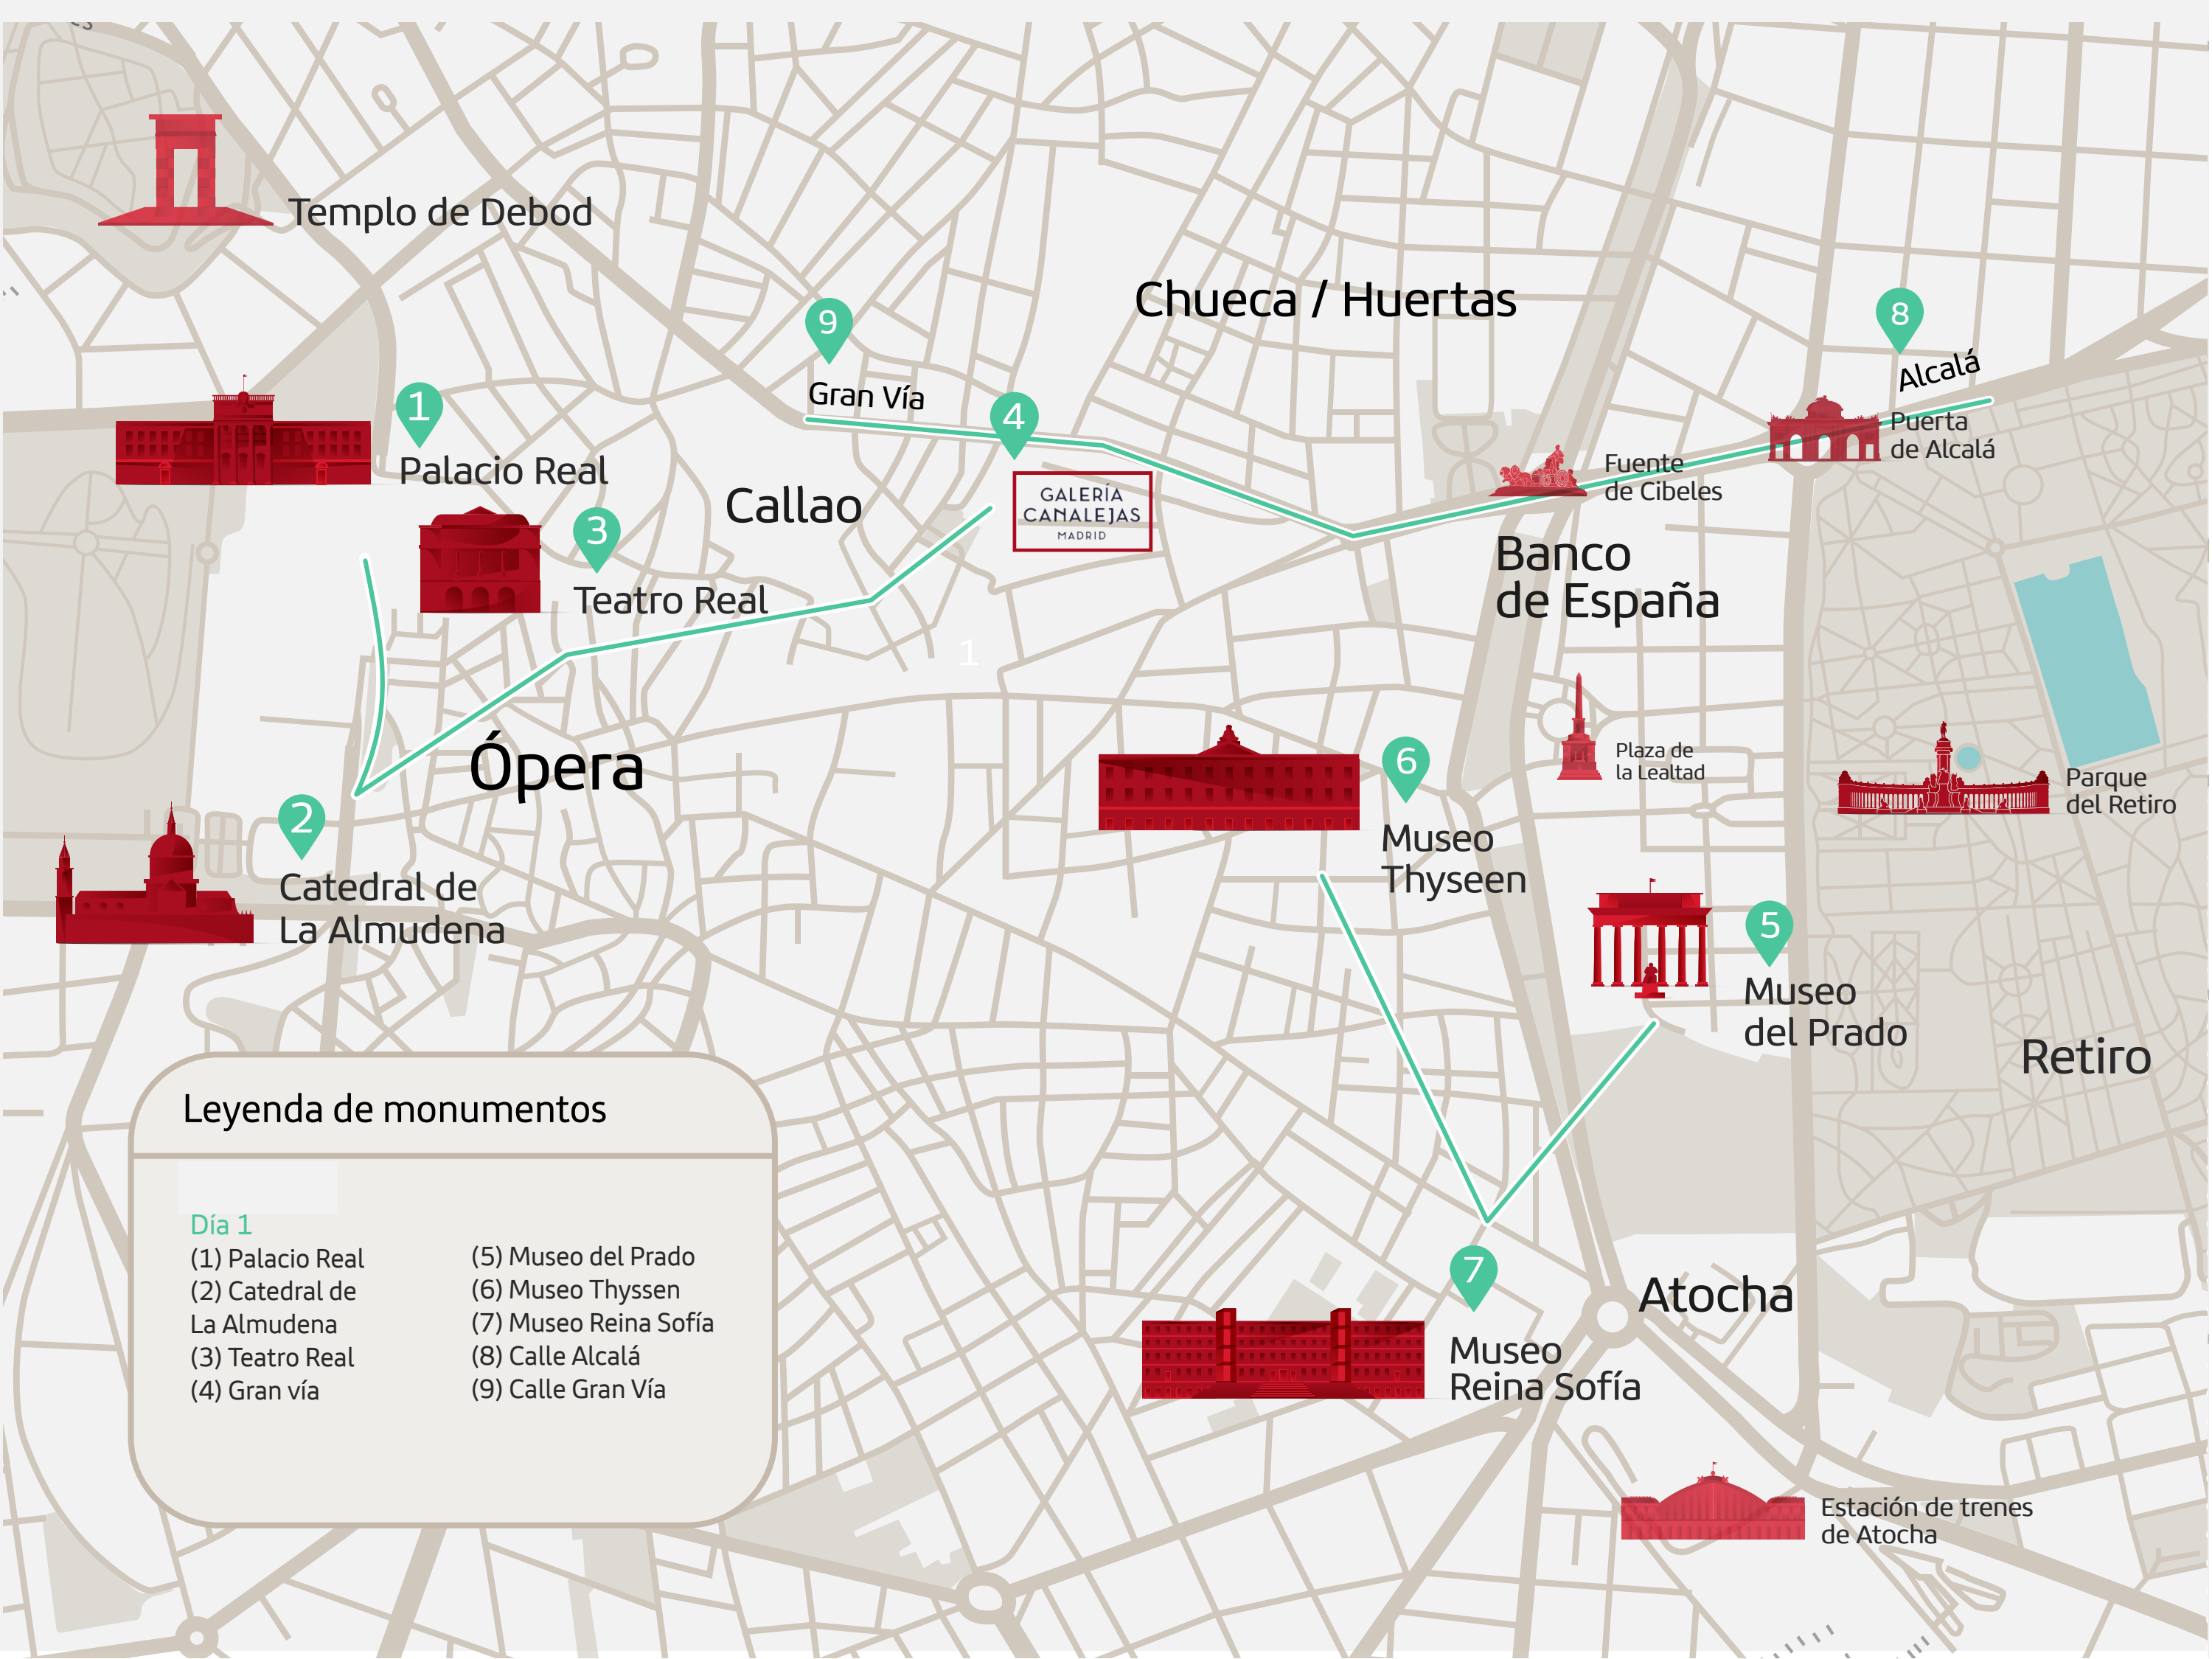 Templo de Debod
Chueca / Huertas
9
8
Gran Vía
Alcalá
1
4
Palacio Real
Puerta
de Alcalá
Callao
Fuente
de Cibeles
GALERÍA
CANALEJAS
MADRID
3
Teatro Real
Banco
de España
1
Ópera
6
Plaza de
la Lealtad
Parque
del Retiro
2
Museo
Thyseen
Catedral de
La Almudena
5
Museo
del Prado
Retiro
Leyenda de monumentos
Día 1
(1) Palacio Real
(2) Catedral de
La Almudena
(3) Teatro Real
(4) Gran vía
(5) Museo del Prado
(6) Museo Thyssen
(7) Museo Reina Sofía
(8) Calle Alcalá
(9) Calle Gran Vía
7
Atocha
Museo
Reina Sofía
Estación de trenes
de Atocha